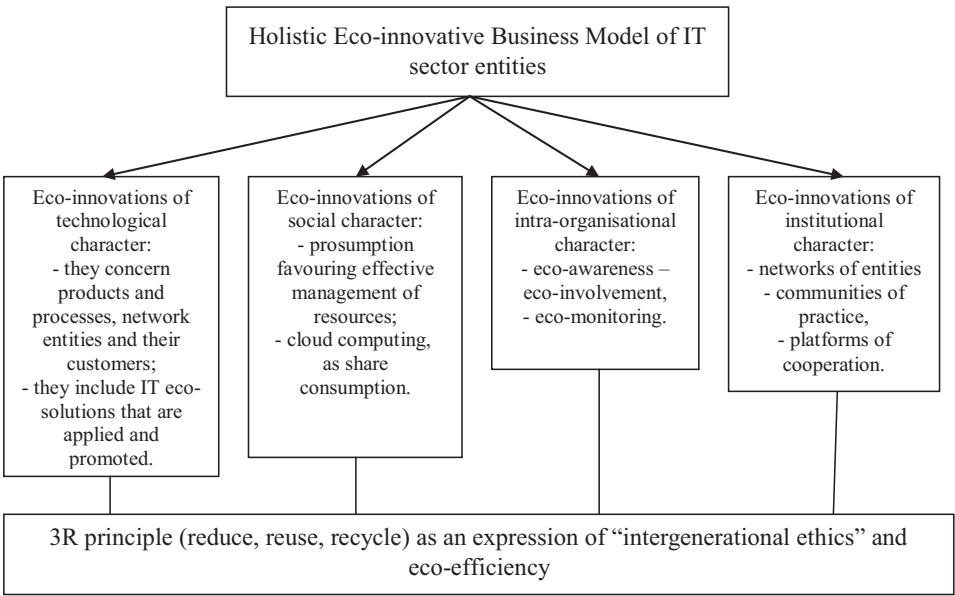 Holistic Eco-innovative Business Model of IT
sector entities
Eco-innovations of
technological
character:
- they concern
products and
processes, network
entities and their
customers;
- they include IT eco-
solutions that are
applied and
promoted.
Eco-innovations of
social character:
- prosumption
favouring effective
management of
resources;
- cloud computing,
as share
consumption.
Eco-innovations of
intra-organisational
character:
- eco-awareness –
eco-involvement,
- eco-monitoring.
Eco-innovations of
institutional
character:
- networks of entities
- communities of
practice,
- platforms of
cooperation.
3R principle (reduce, reuse, recycle) as an expression of “intergenerational ethics” and
eco-efficiency